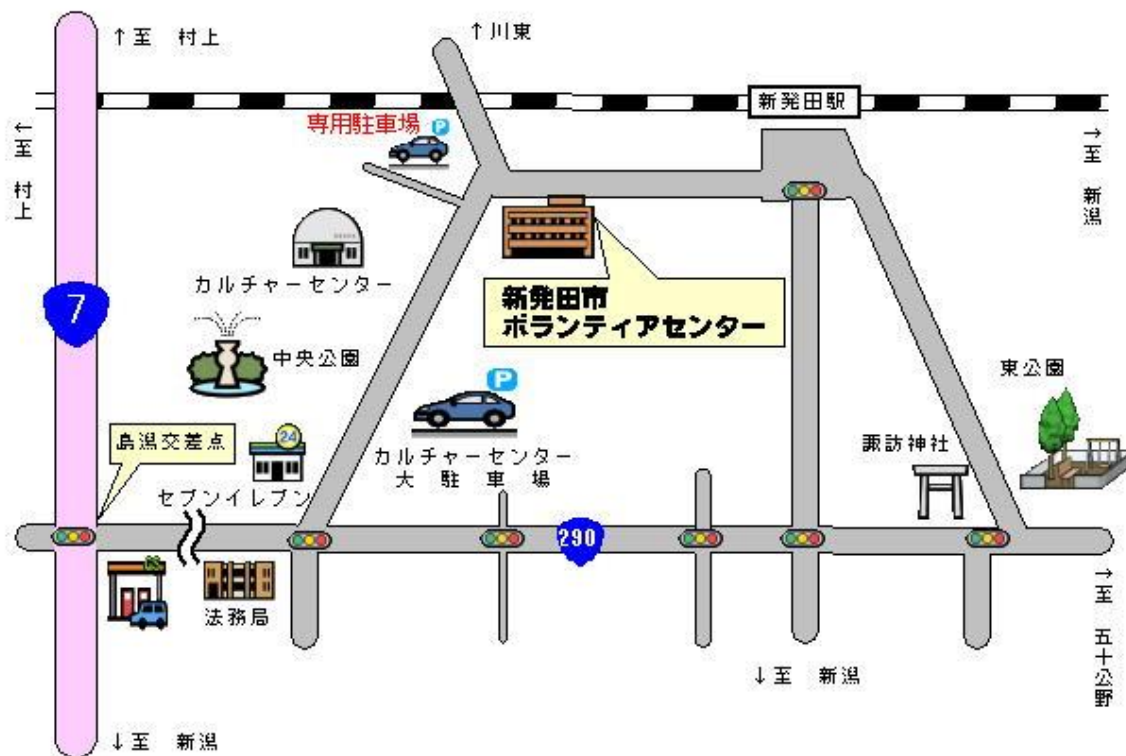 ↑至 村上
↑川東
新発田駅
専用駐車場
P
↑至 村上
↑至 新潟
カルチャーセンター
7
新発田市
ボランティアセンター
中央公園
P
東公園
島潟交差点
24
カルチャーセンター
大 駐 車 場
諏訪神社
セブンイレブン
290
法務局
↑至 五十公野
↓至 新潟
↓至 新潟